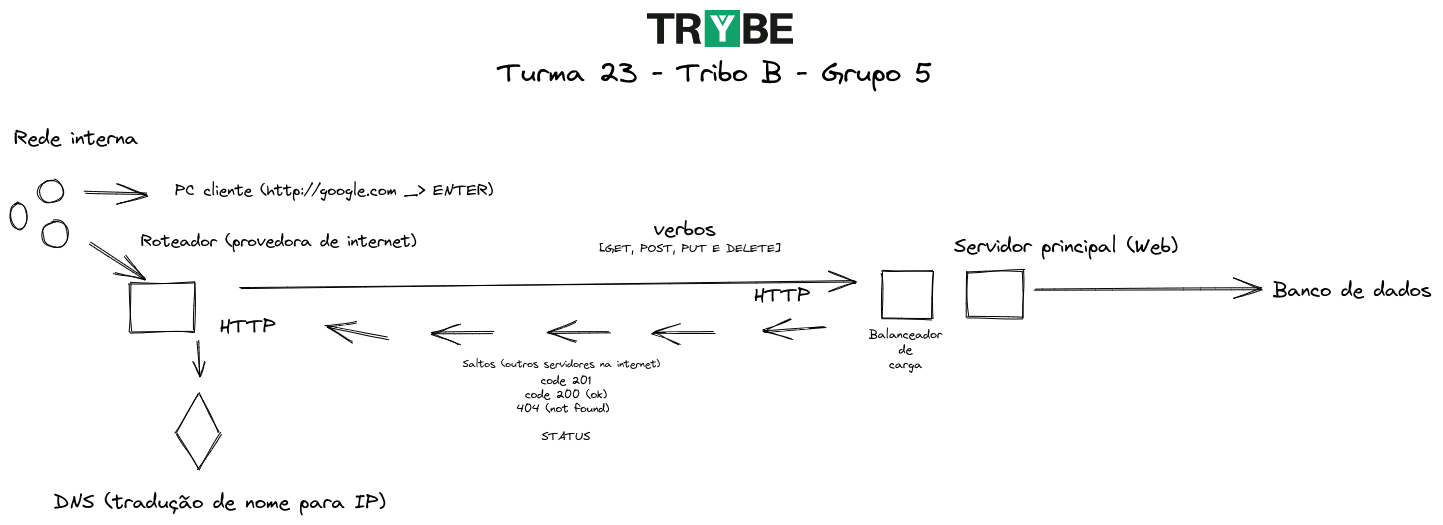 TRYBE
Turma 23 - Tribo B - Grupo 5
Rede interna
PC cliente (http://google.com _> ENTER)
Roteador (provedora de internet)
verbos
[GET, POST, PUT E DELETE]
Servidor principal (Web)
HTTP
Banco de dados
HTTP
Balanceador
de
carga
Saltos (outros servidores na internet)
code 201
code 200 (ok)
404 (not found)
STATUS
DNS (tradução de nome para IP)